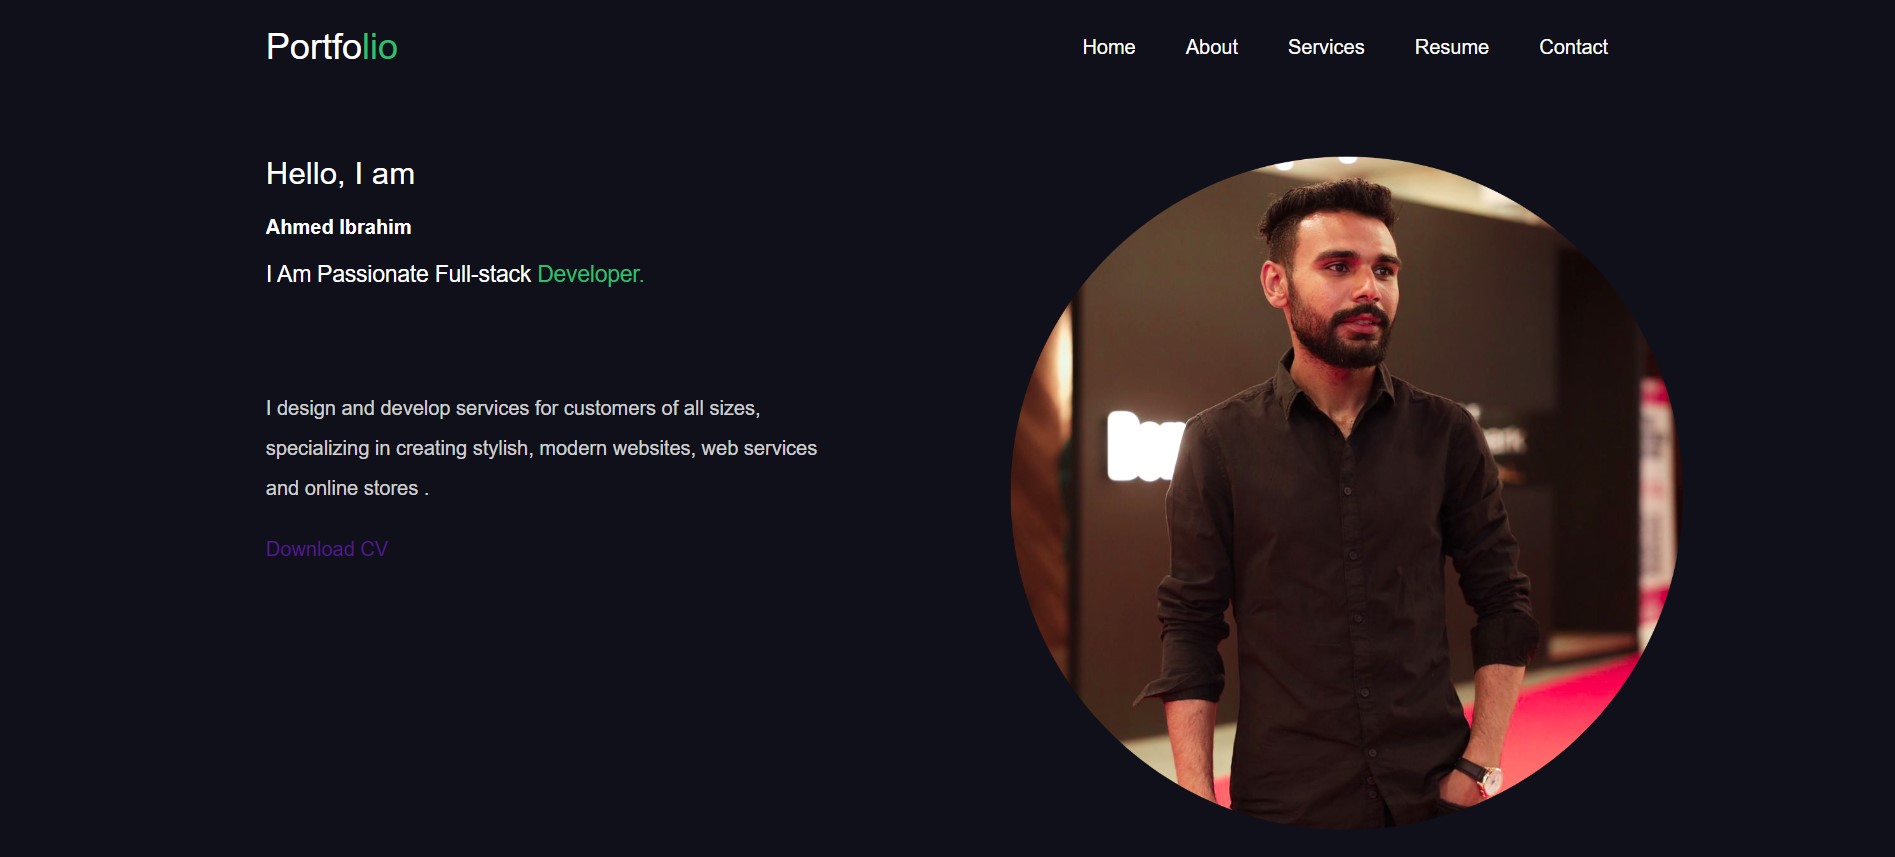 Portfolio
Home About Services Resume Contact
Hello, I am
Ahmed Ibrahim
I Am Passionate Full-stack Developer.
I design and develop services for customers of all sizes,
specializing in creating stylish, modern websites, web services
and online stores .
Download CV